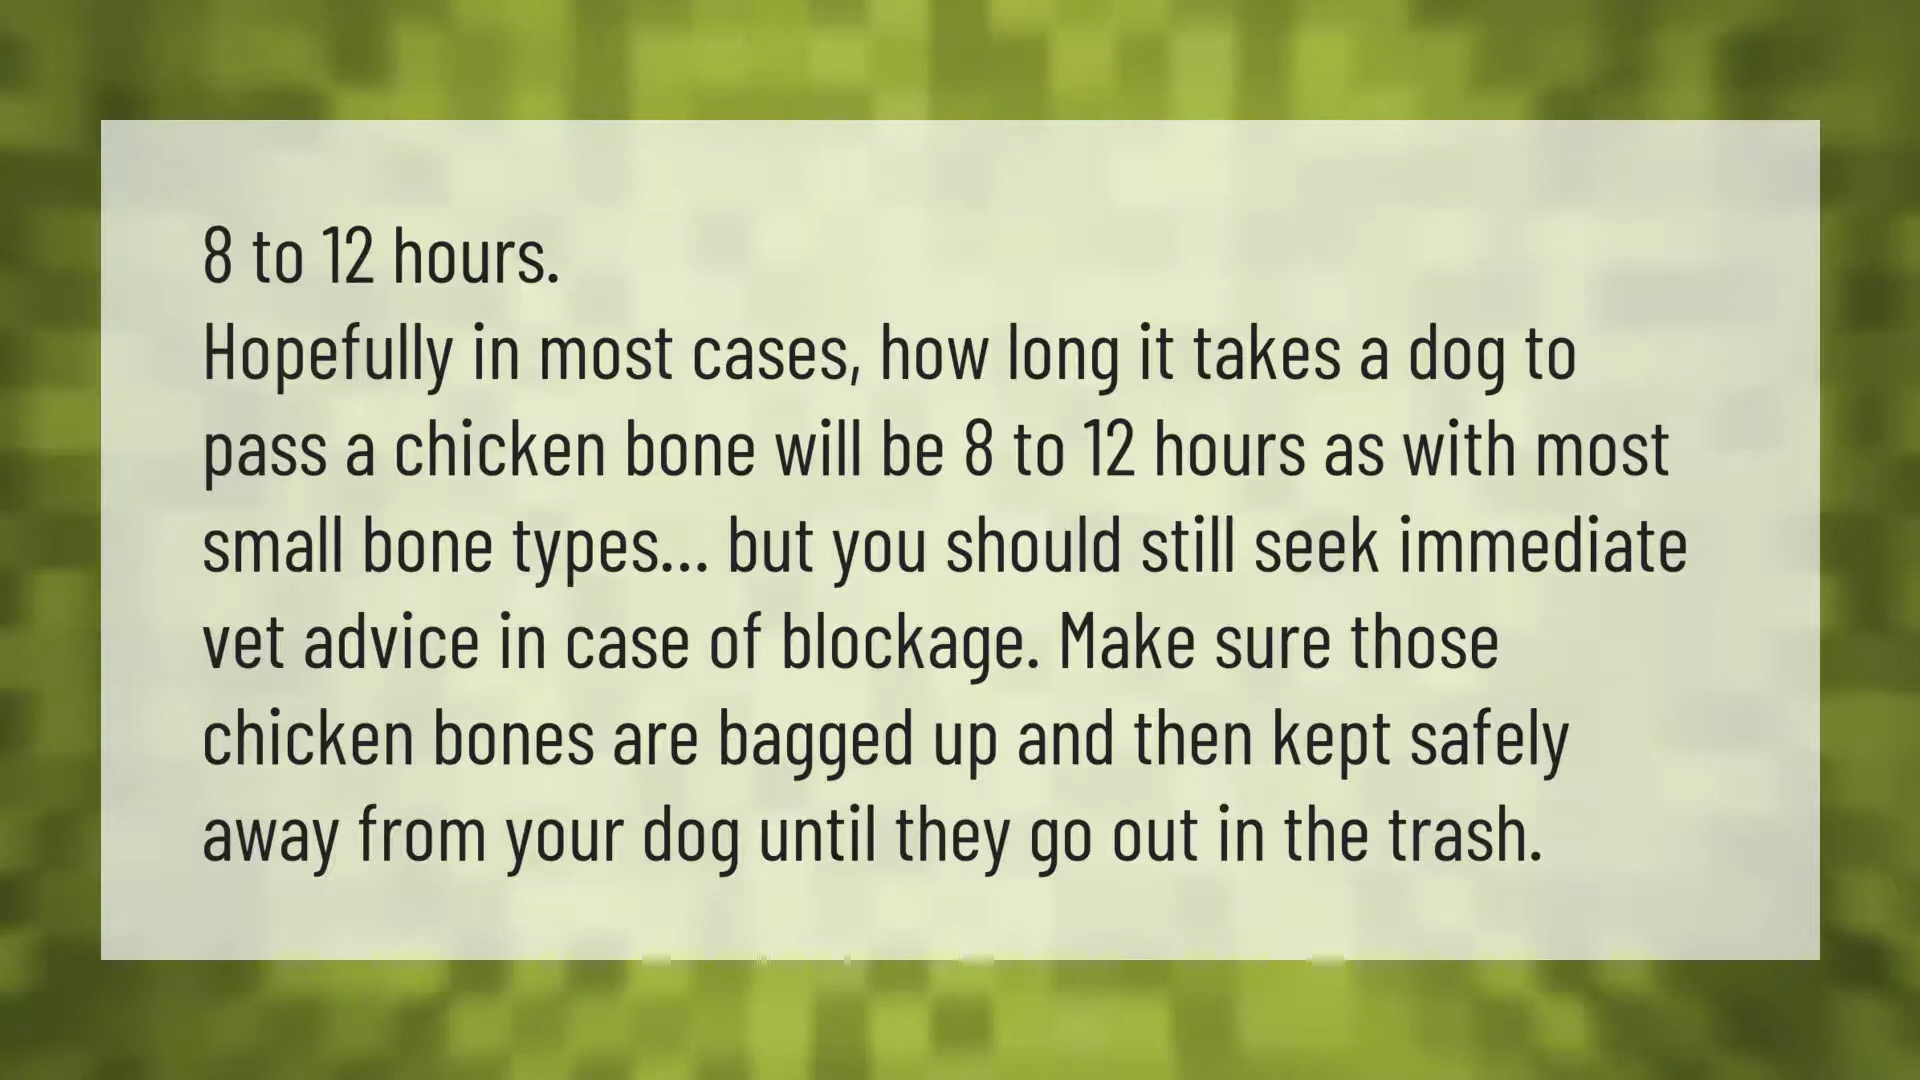 8 to 12 hours.
Hopefully in most cases, how long it takes a dog to
pass a chicken bone will be 8 to 12 hours as with most
small bone types... but you should still seek immediate
vet advice in case of blockage. Make sure those
chicken bones are bagged up and then kept safely
away from your dog until they go out in the trash.